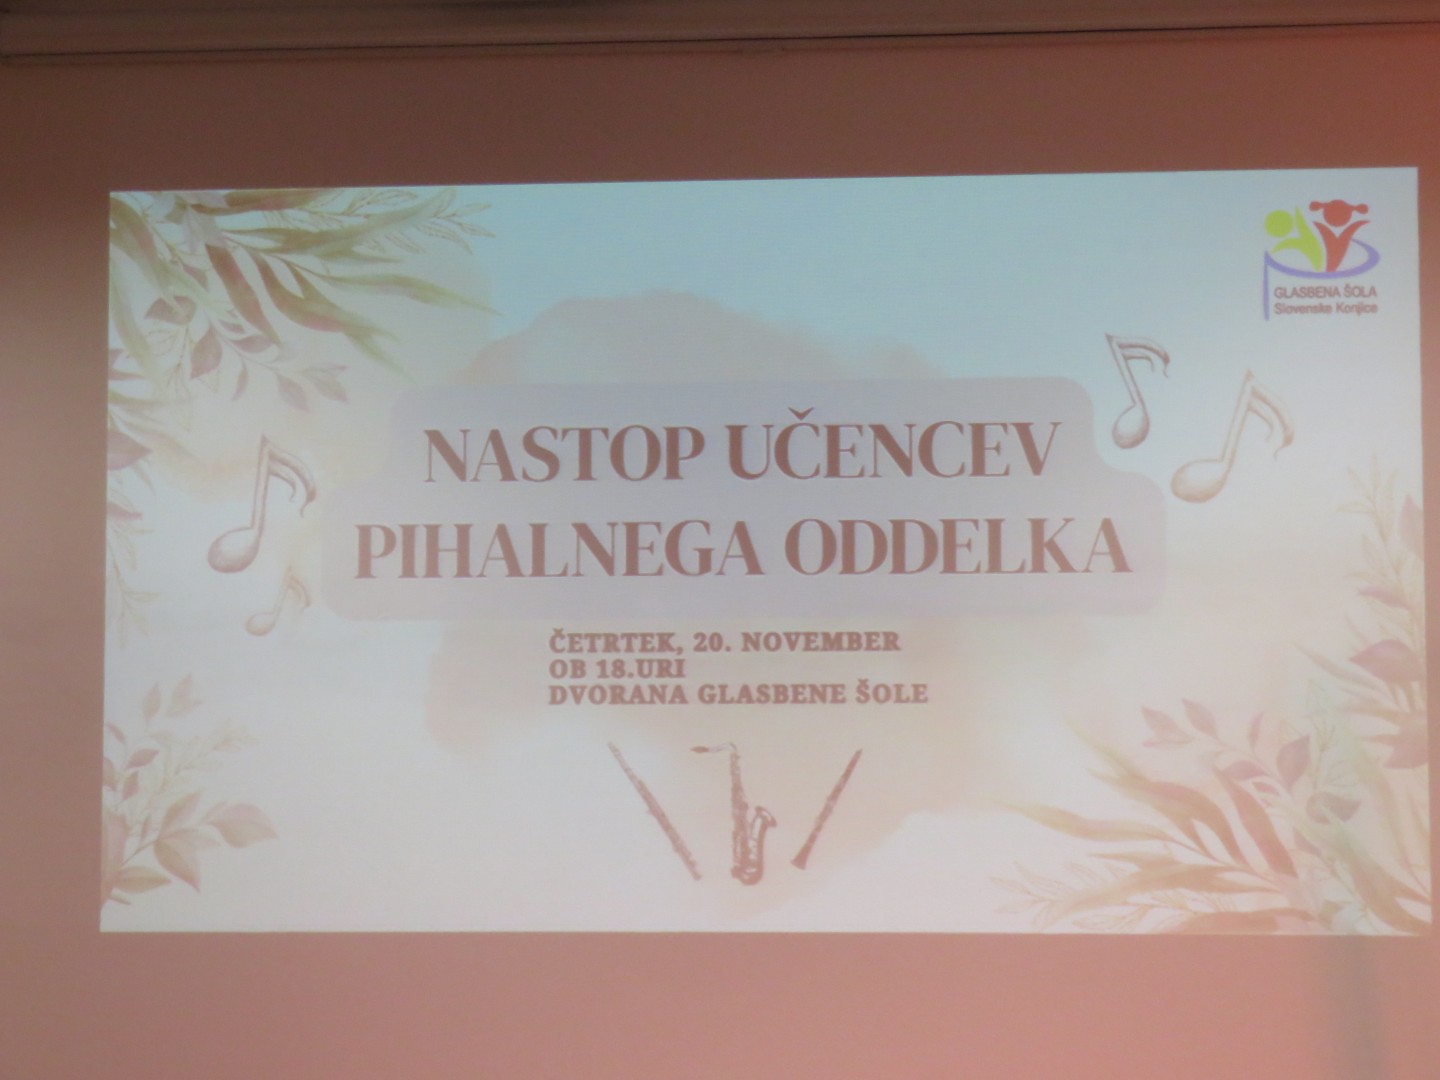 GLASBENA ŠOLA
Slovenske Konjice
NASTOP UČENCEV
PIHALNEGA ODDELKA
ČETRTEK, 20. NOVEMBER
OB 18.URI
DVORANA GLASBENE ŠOLE